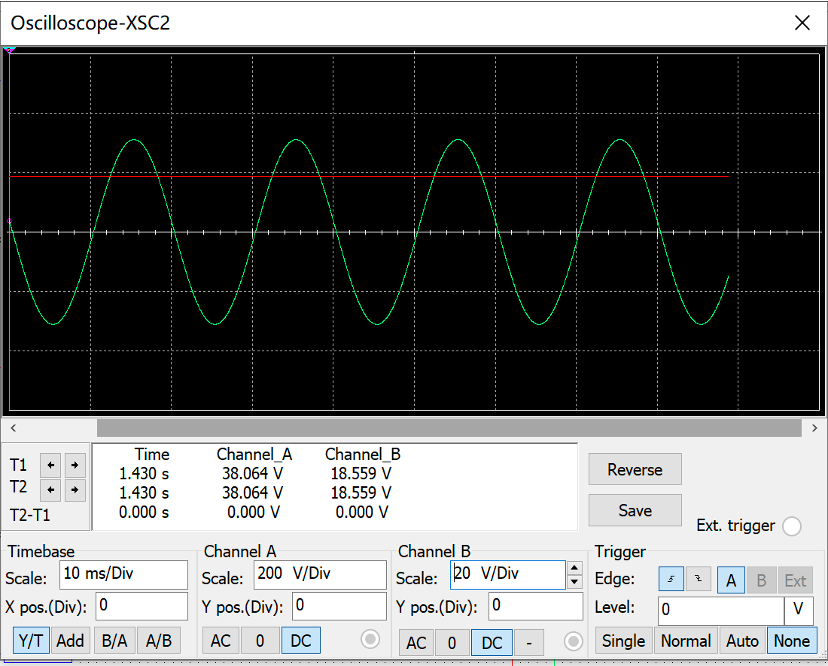 Oscilloscope-XSC2
Time Channel_A Channel_B
T1 1.430 s 38.064 V 18.559 V
T2 1.430 s 38.064 V 18.559 V
T2-T1 0.000 s 0.000 V 0.000 V
Reverse
Save
Ext. trigger
Timebase
Scale: 10 ms/Div
X pos.(Div): 0
Y/T Add B/A A/B
Channel A
Scale: 200 V/Div
Y pos.(Div): 0
AC 0 DC
Channel B
Scale: 20 V/Div
Y pos.(Div): 0
AC 0 DC -
Trigger
Edge: A B Ext
Level: 0 V
Single Normal Auto None